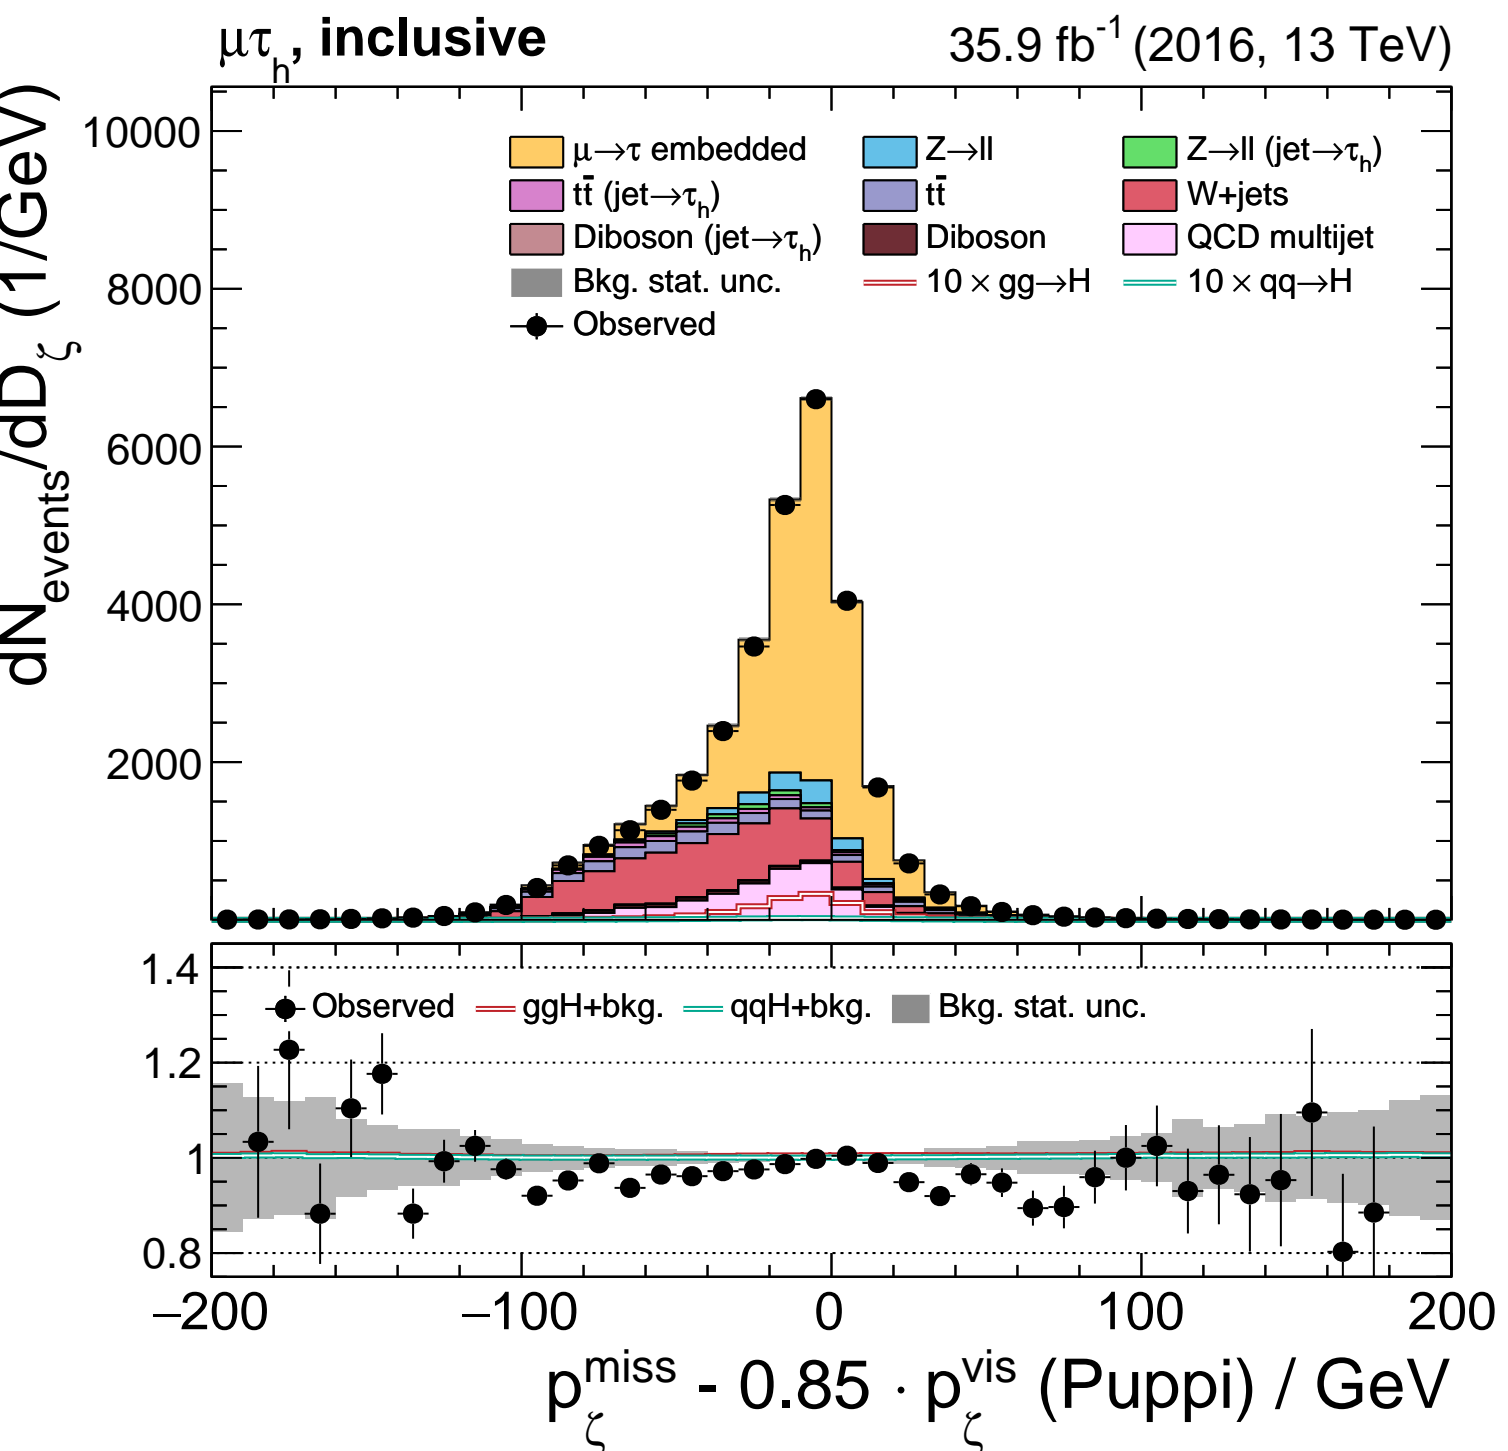 μτh, inclusive
35.9 fb-1 (2016, 13 TeV)
dNevents/dDζ (1/GeV)
10000
8000
6000
4000
2000
μ→τ embedded
Z→ll
Z→ll (jet→τh)
tt̄ (jet→τh)
tt̄
W+jets
Diboson (jet→τh)
Diboson
QCD multijet
Bkg. stat. unc.
10 × gg→H
10 × qq→H
Observed
1.4
1.2
1
0.8
Observed
ggH+bkg.
qqH+bkg.
Bkg. stat. unc.
−200
−100
0
100
200
pζmiss - 0.85 · pζvis (Puppi) / GeV